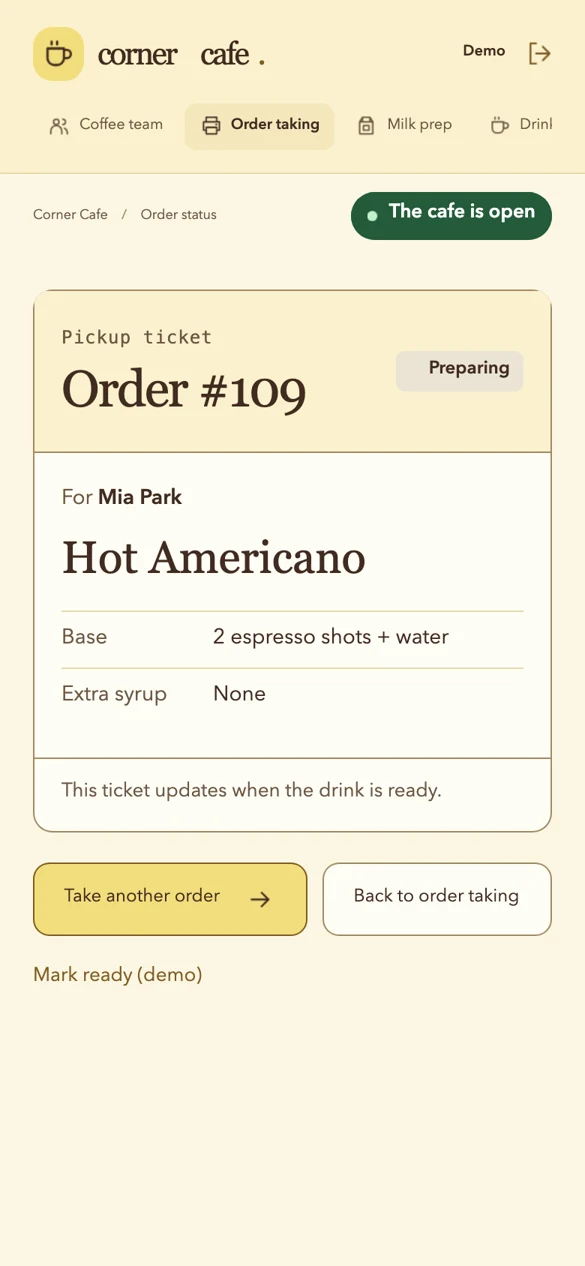 corner cafe .
Demo
Coffee team
Order taking
Milk prep
Drink
Corner Cafe / Order status
The cafe is open
Pickup ticket
Order #109
Preparing
For Mia Park
Hot Americano
Base 2 espresso shots + water
Extra syrup None
This ticket updates when the drink is ready.
Take another order →
Back to order taking
Mark ready (demo)